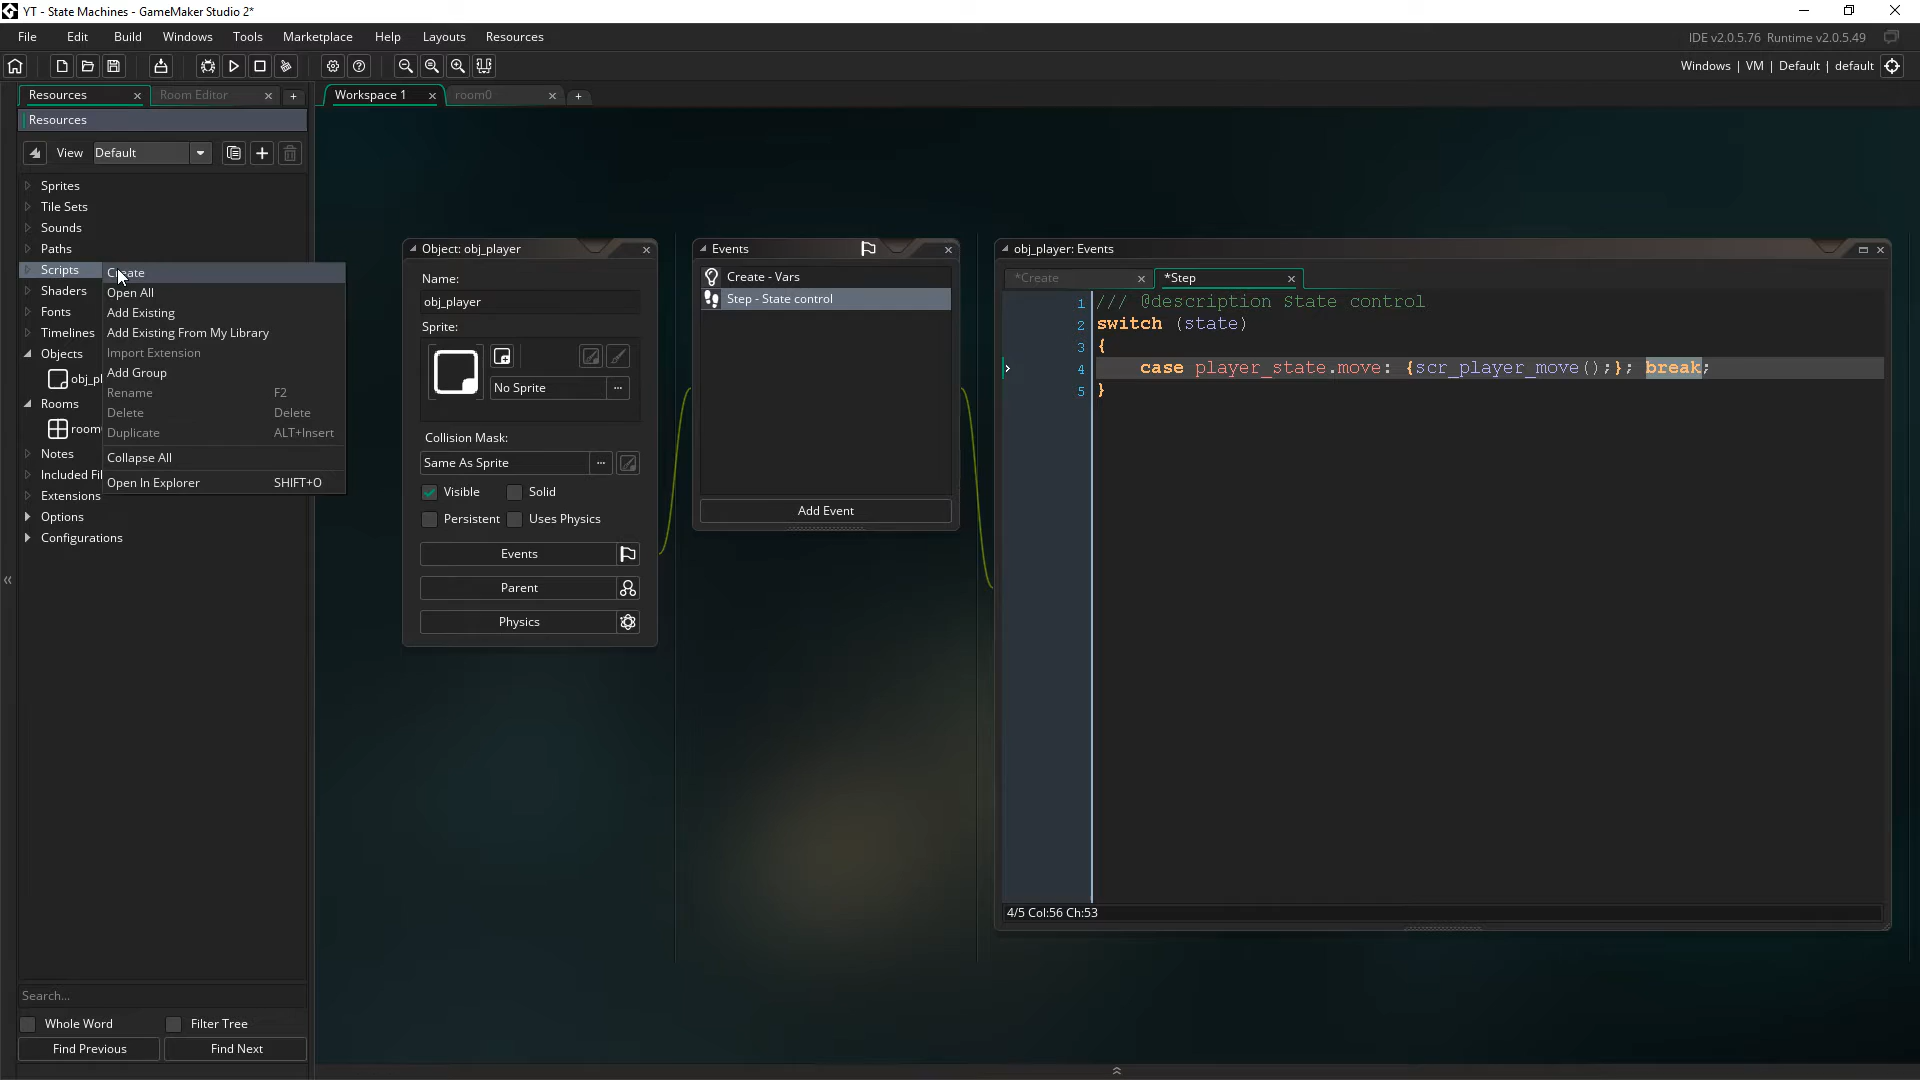 YT - State Machines - GameMaker Studio 2*
File Edit Build Windows Tools Marketplace Help Layouts Resources
IDE v2.0.5.76 Runtime v2.0.5.49
Windows | VM | Default | default
Resources Room Editor
Workspace 1 room0
Resources
View Default
Sprites
Tile Sets
Sounds
Paths
Scripts
Shaders
Fonts
Timelines
Objects
obj_pl
Rooms
room
Notes
Included Fil
Extensions
Options
Configurations
Create
Open All
Add Existing
Add Existing From My Library
Import Extension
Add Group
Rename F2
Delete Delete
Duplicate ALT+Insert
Collapse All
Open In Explorer SHIFT+O
Object: obj_player
Name:
obj_player
Sprite:
No Sprite
Collision Mask:
Same As Sprite
Visible Solid
Persistent Uses Physics
Events
Parent
Physics
Events
Create - Vars
Step - State control
Add Event
obj_player: Events
*Create *Step
1 /// @description State control
2 switch (state)
3 {
4 case player_state.move: {scr_player_move();}; break;
5 }
4/5 Col:56 Ch:53
Search...
Whole Word Filter Tree
Find Previous Find Next